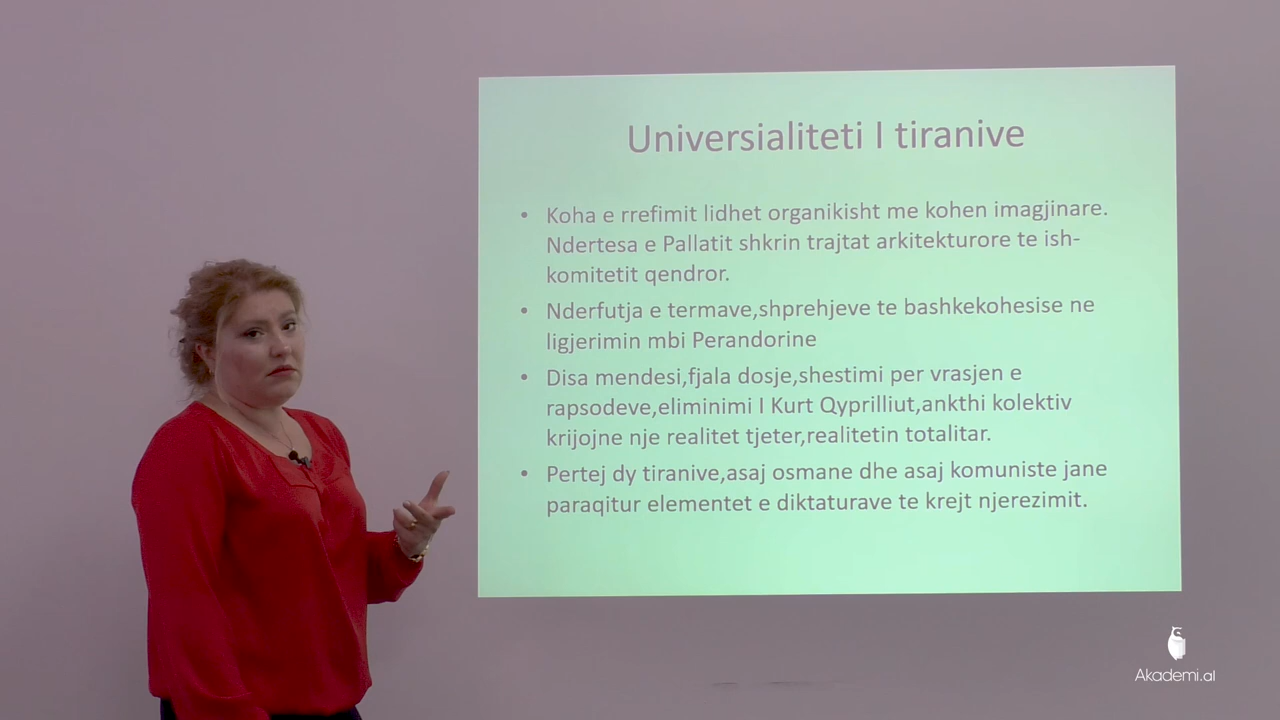 Universialiteti I tiranive
• Koha e rrefimit lidhet organikisht me kohen imagjinare.
Ndertesa e Pallatit shkrin trajtat arkitekturore te ish-
komitetit qendror.
• Nderfutja e termave,shprehjeve te bashkekohesise ne
ligjerimin mbi Perandorine
• Disa mendesi,fjala dosje,shestimi per vrasjen e
rapsodeve,eliminimi I Kurt Qyprilliut,ankthi kolektiv
krijojne nje realitet tjeter,realitetin totalitar.
• Pertej dy tiranive,asaj osmane dhe asaj komuniste jane
paraqitur elementet e diktaturave te krejt njerezimit.
Akademi.al